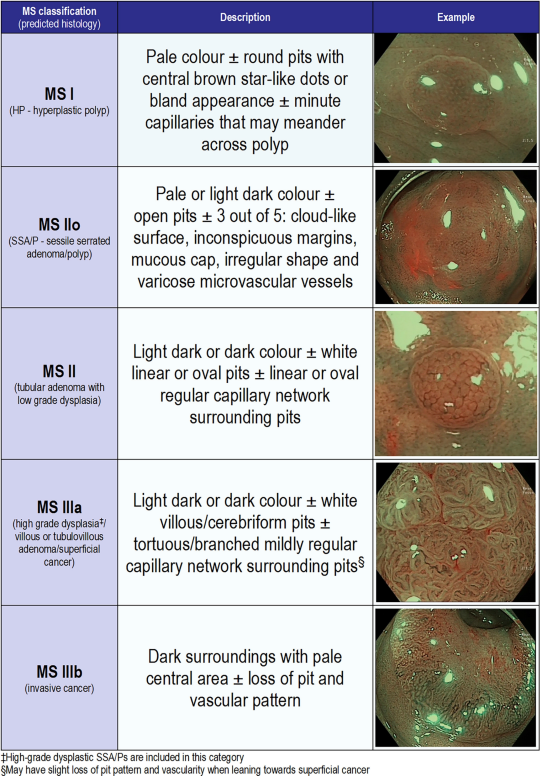 MS classification
(predicted histology)
Description
Example
MS I
(HP - hyperplastic polyp)
Pale colour ± round pits with
central brown star-like dots or
bland appearance ± minute
capillaries that may meander
across polyp
MS IIo
(SSA/P - sessile serrated
adenoma/polyp)
Pale or light dark colour ±
open pits ± 3 out of 5: cloud-like
surface, inconspicuous margins,
mucous cap, irregular shape and
varicose microvascular vessels
MS II
(tubular adenoma with
low grade dysplasia)
Light dark or dark colour ± white
linear or oval pits ± linear or oval
regular capillary network
surrounding pits
MS IIIa
(high grade dysplasia‡/
villous or tubulovillous
adenoma/superficial
cancer)
Light dark or dark colour ± white
villous/cerebriform pits ±
tortuous/branched mildly regular
capillary network surrounding pits§
MS IIIb
(invasive cancer)
Dark surroundings with pale
central area ± loss of pit and
vascular pattern
‡High-grade dysplastic SSA/Ps are included in this category
§May have slight loss of pit pattern and vascularity when leaning towards superficial cancer